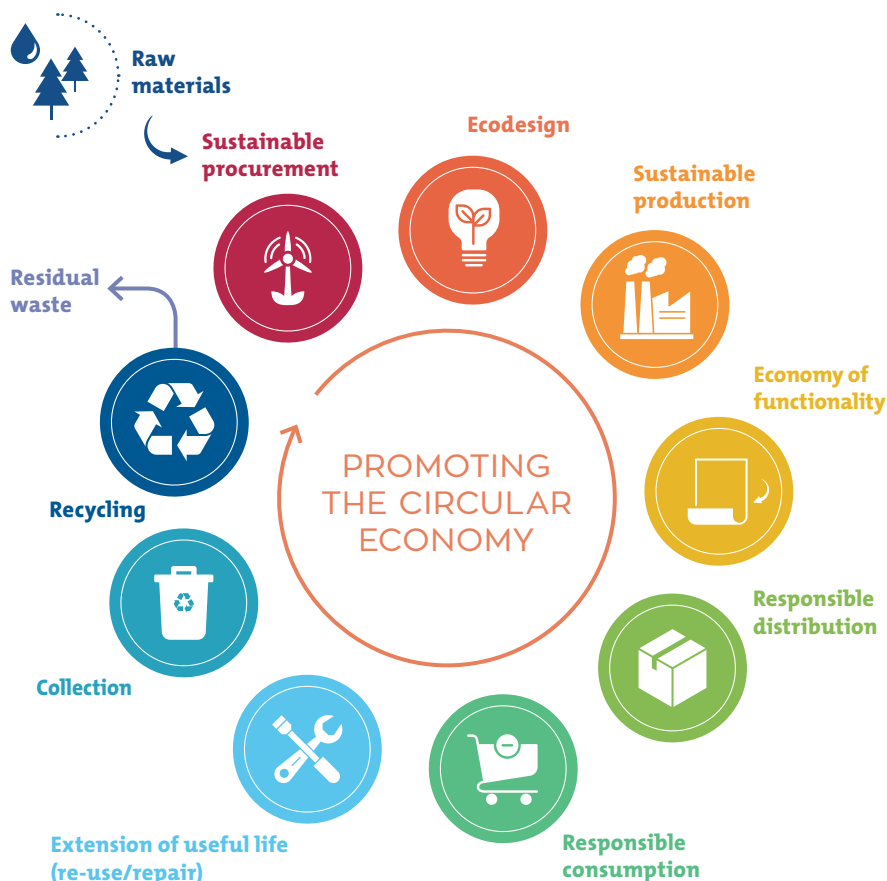 Raw
materials
Sustainable
procurement
Ecodesign
Sustainable
production
Economy of
functionality
Responsible
distribution
Responsible
consumption
Extension of useful life
(re-use/repair)
Collection
Recycling
Residual
waste
PROMOTING
THE CIRCULAR
ECONOMY